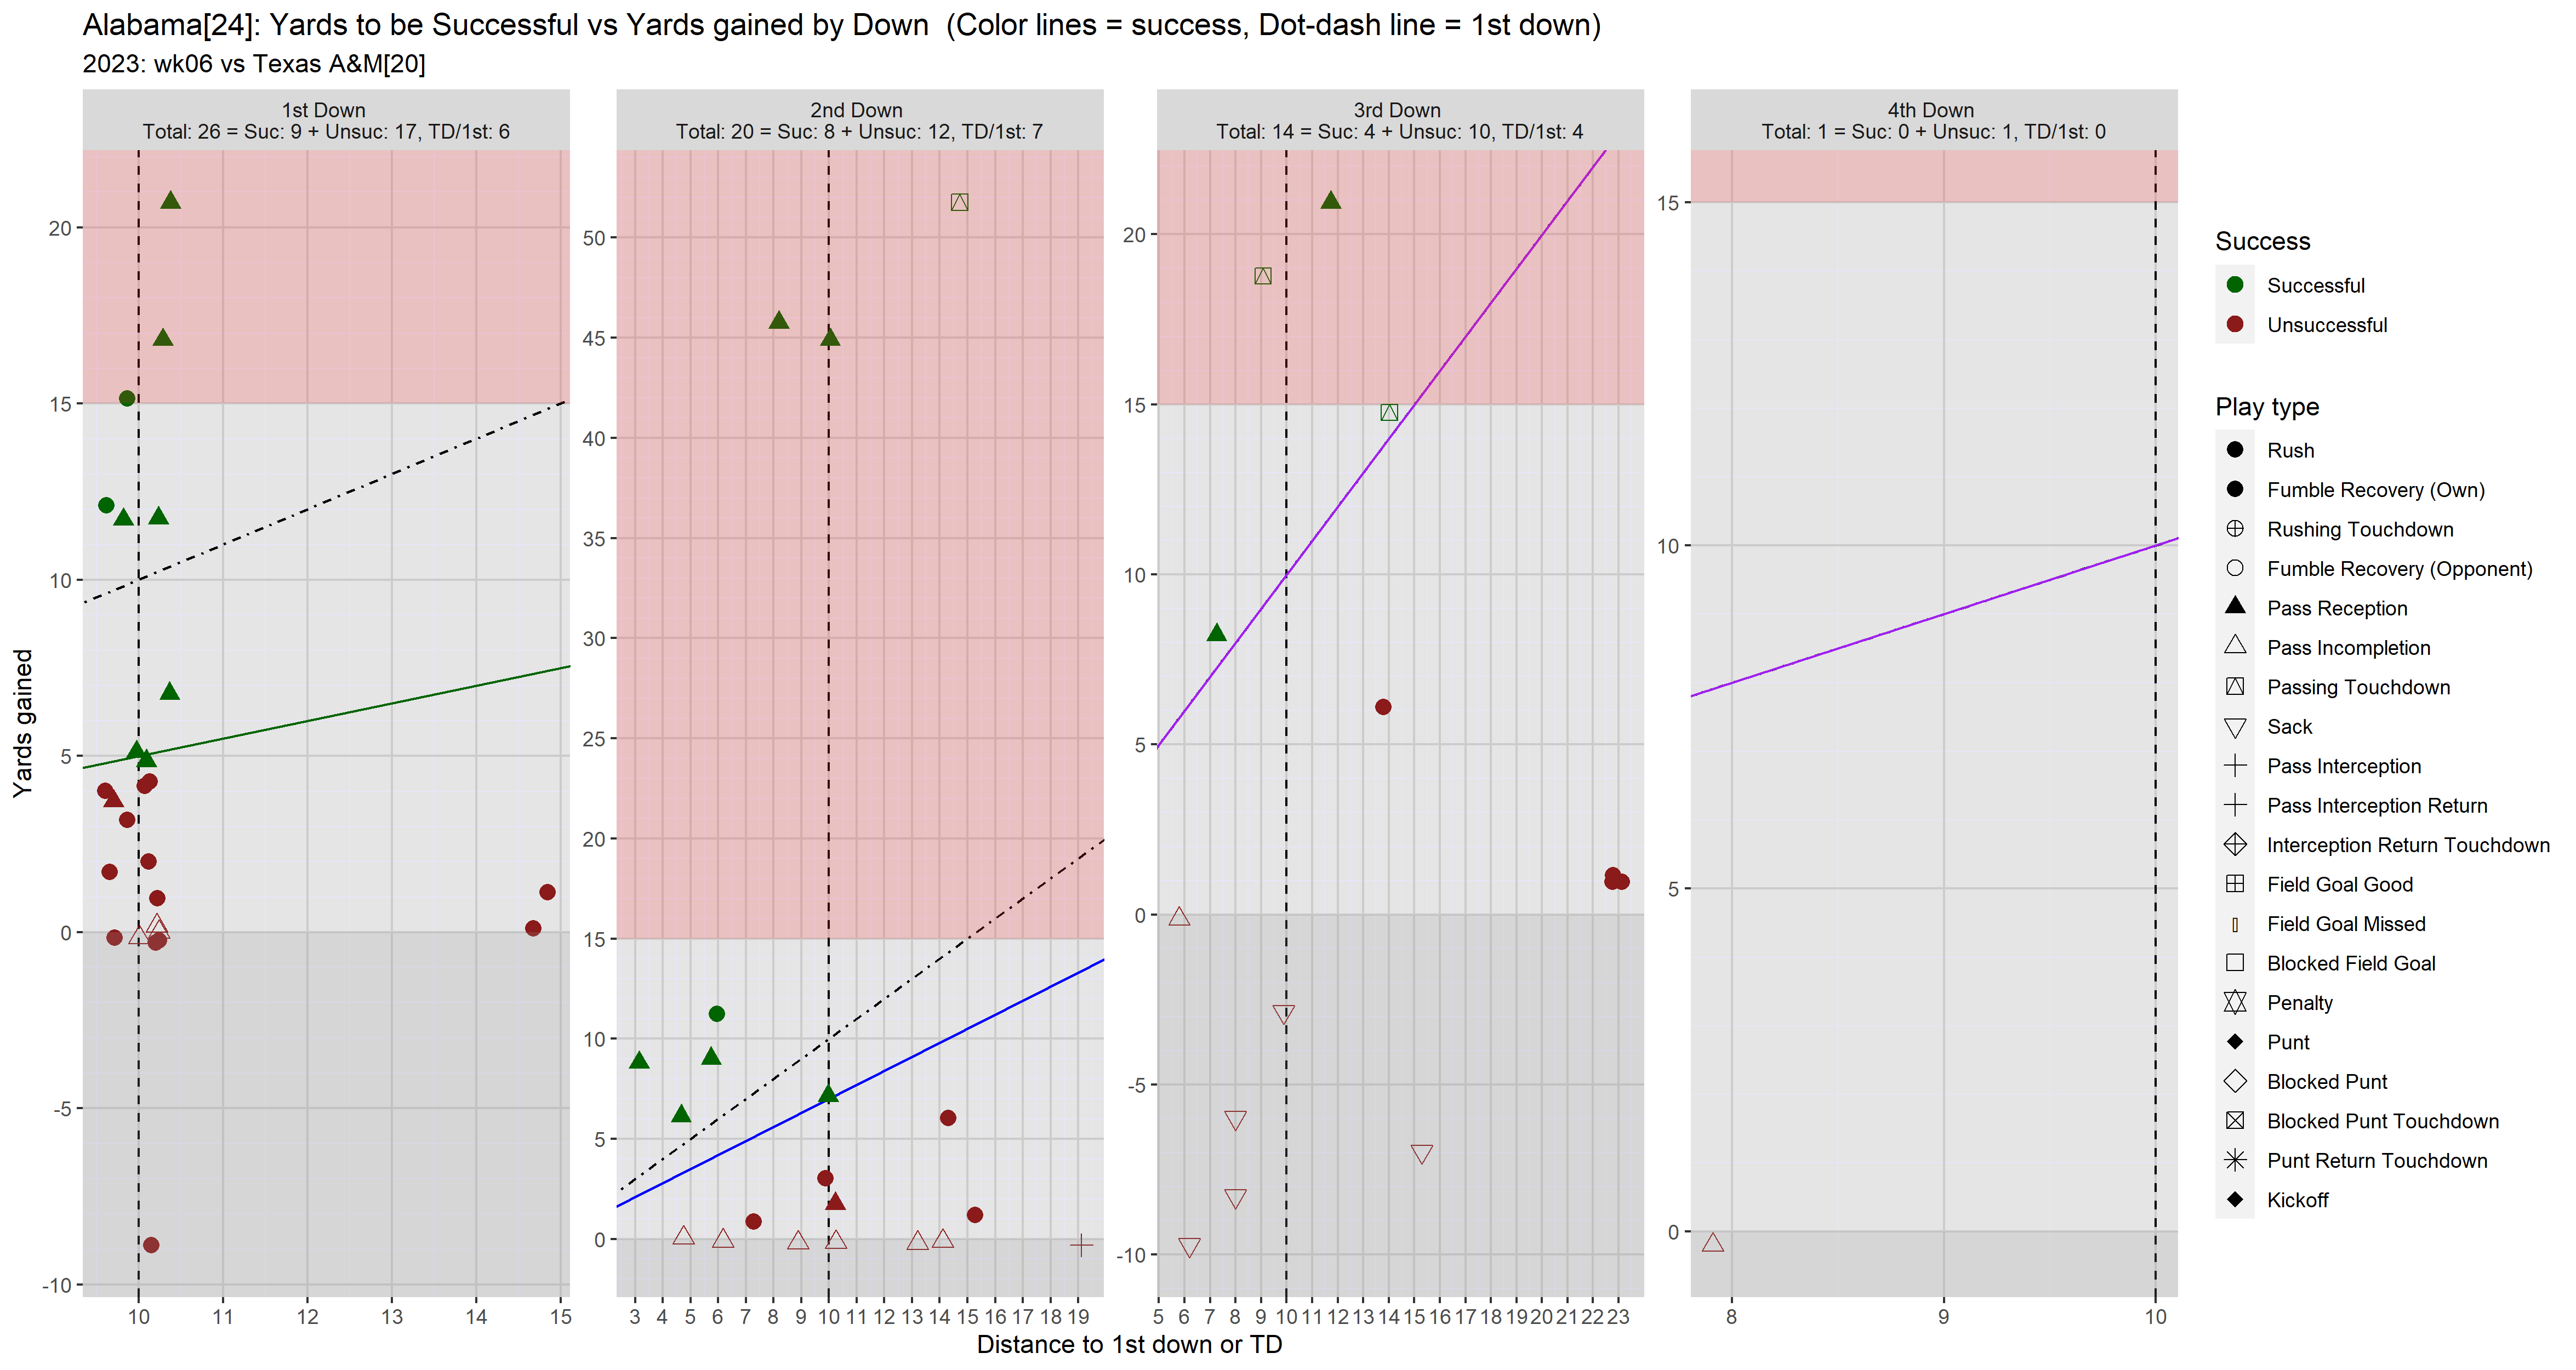 Alabama[24]: Yards to be Successful vs Yards gained by Down  (Color lines = success, Dot-dash line = 1st down)
2023: wk06 vs Texas A&M[20]
1st Down
Total: 26 = Suc: 9 + Unsuc: 17, TD/1st: 6
2nd Down
Total: 20 = Suc: 8 + Unsuc: 12, TD/1st: 7
3rd Down
Total: 14 = Suc: 4 + Unsuc: 10, TD/1st: 4
4th Down
Total: 1 = Suc: 0 + Unsuc: 1, TD/1st: 0
Yards gained
20
15
10
5
0
-5
-10
10 11 12 13 14 15
50
45
40
35
30
25
20
15
10
5
0
3 4 5 6 7 8 9 10 11 12 13 14 15 16 17 18 19
20
15
10
5
0
-5
-10
5 6 7 8 9 10 11 12 13 14 15 16 17 18 19 20 21 22 23
15
10
5
0
8 9 10
Distance to 1st down or TD
Success
Successful
Unsuccessful
Play type
Rush
Fumble Recovery (Own)
Rushing Touchdown
Fumble Recovery (Opponent)
Pass Reception
Pass Incompletion
Passing Touchdown
Sack
Pass Interception
Pass Interception Return
Interception Return Touchdown
Field Goal Good
Field Goal Missed
Blocked Field Goal
Penalty
Punt
Blocked Punt
Blocked Punt Touchdown
Punt Return Touchdown
Kickoff